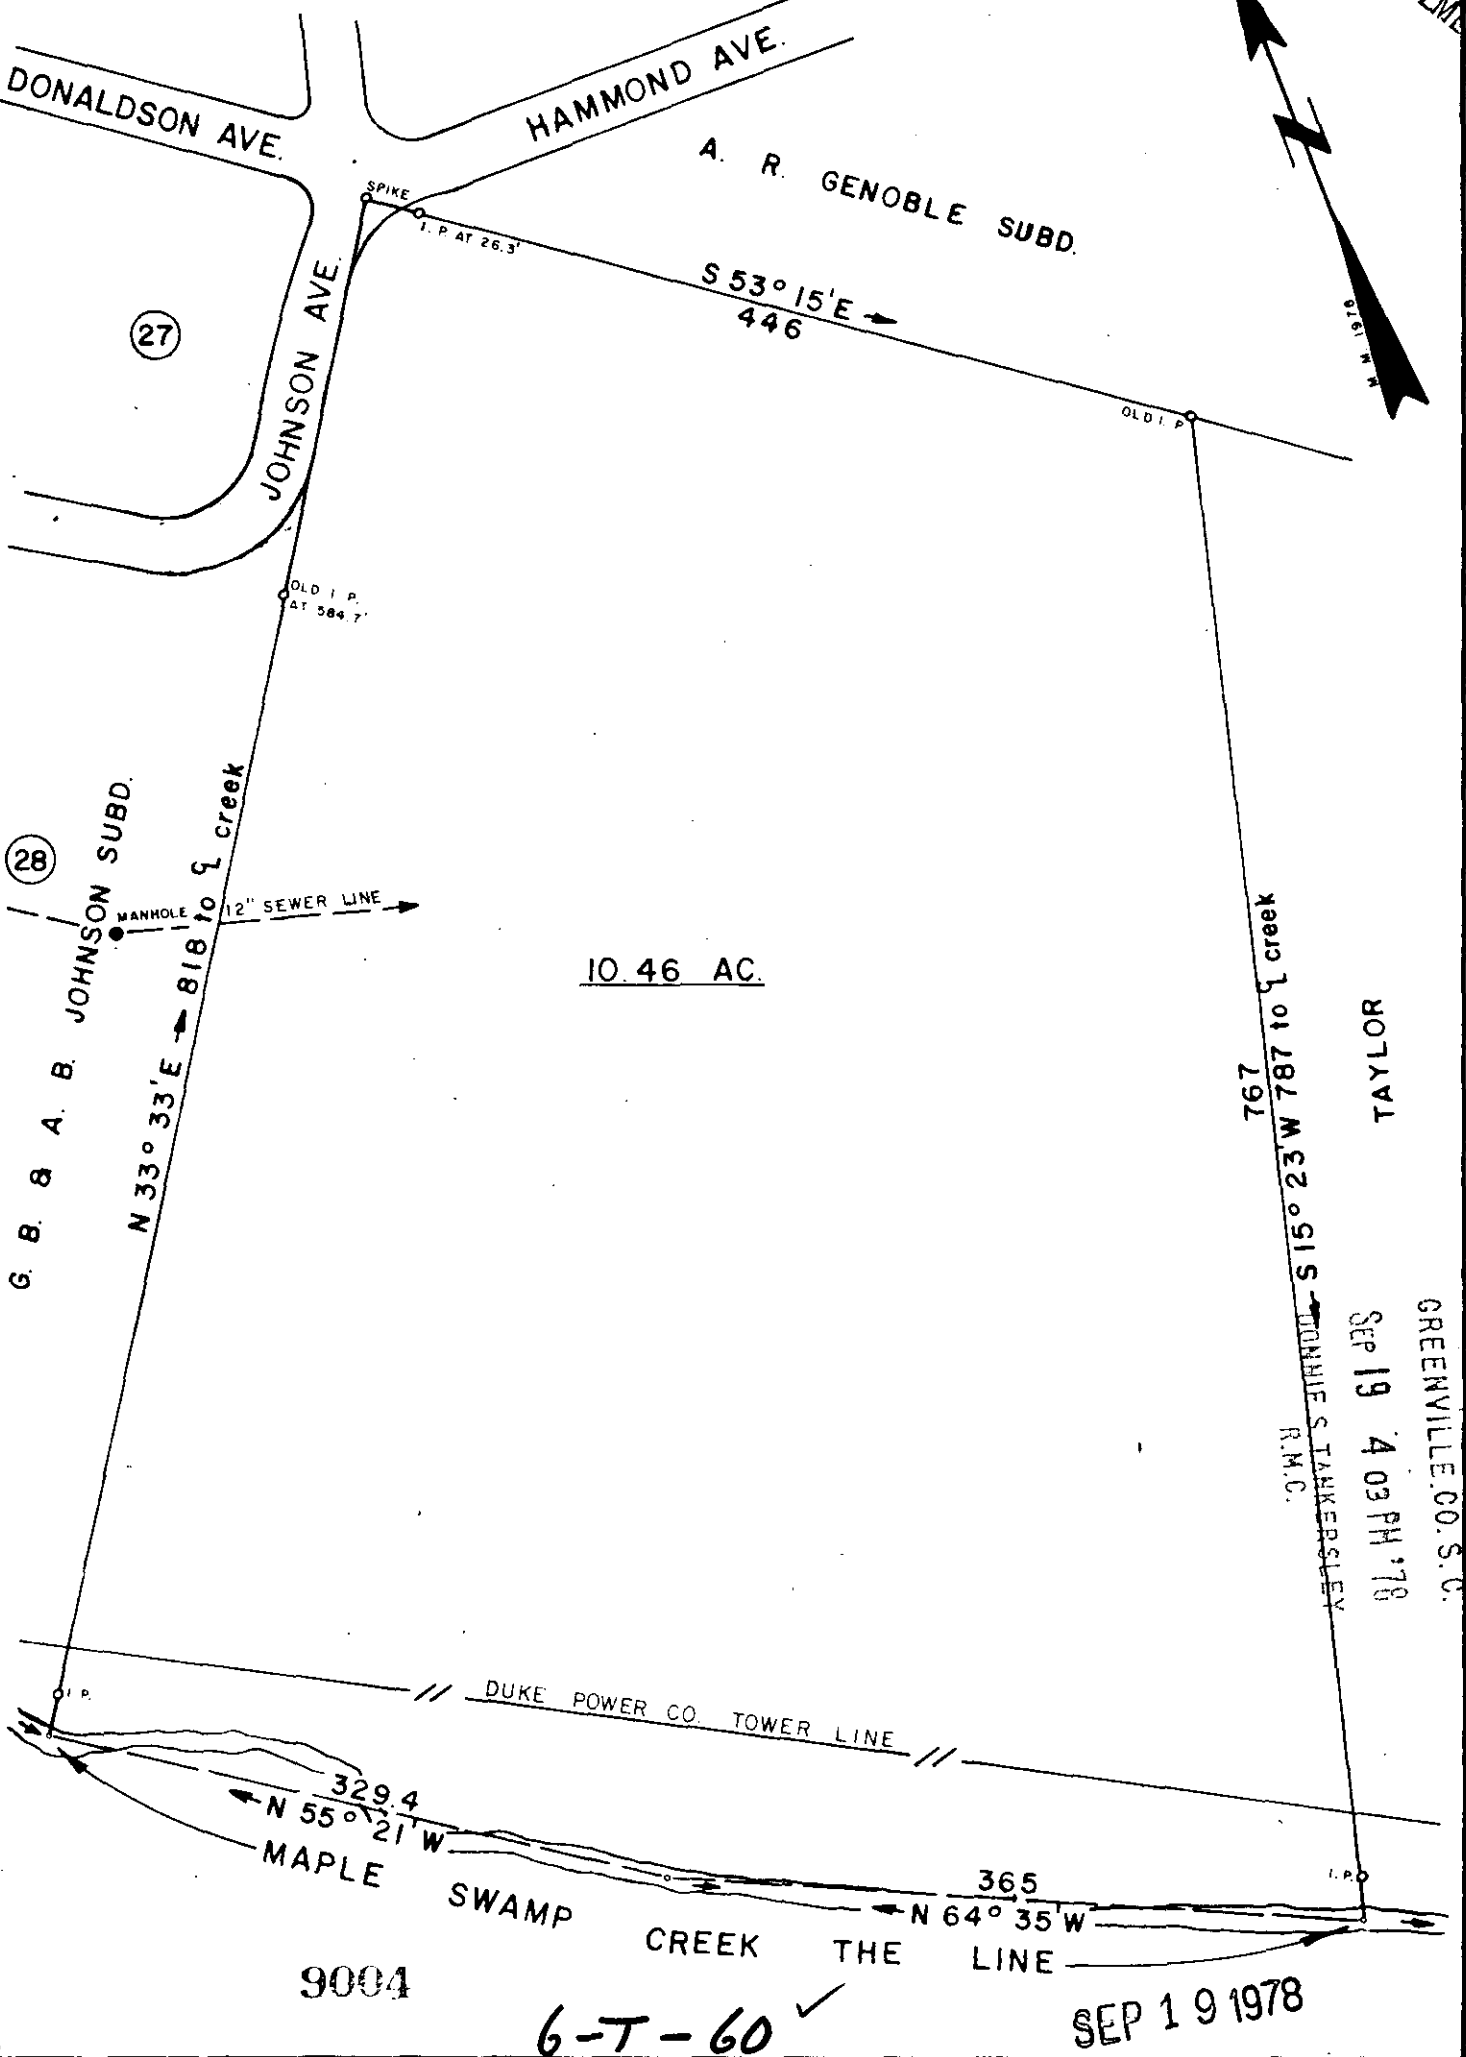 DONALDSON AVE.
HAMMOND AVE.
A. R. GENOBLE SUBD.
SPIKE
I. P. AT 26.3'
S 53° 15' E
446
M. M. 1978
27
JOHNSON AVE.
OLD I. P.
OLD I. P.
AT 584.7'
28
G. B. & A. B. JOHNSON SUBD.
N 33° 33' E 818 to ℄ creek
MANHOLE
12" SEWER LINE
10.46 AC.
767
S 15° 23' W 787 to ℄ creek
TAYLOR
GREENVILLE.CO.S.C.
SEP 19 4 03 PM '78
DONNIE S TANKERSLEY
R.M.C.
I. P.
DUKE POWER CO. TOWER LINE
329.4
N 55° 21' W
I. P.
365
N 64° 35' W
MAPLE SWAMP CREEK THE LINE
9004
6-T-60 ✓
SEP 19 1978